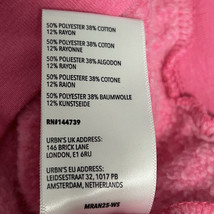 50% POLYESTER 38% COTTON
12% RAYON
50% POLYESTER 38% COTON
12% RAYONNE
50% POLIÉSTER 38% ALGODON
12% RAYON
50% POLIESTERE 38% COTONE
12% RAYON
50% POLYESTER 38% BAUMWOLLE
12% KUNSTSEIDE
RN#144739
URBN'S UK ADDRESS:
146 BRICK LANE
LONDON, E1 6RU
URBN'S EU ADDRESS:
LEIDSESTRAAT 32, 1017 PB
AMSTERDAM, NETHERLANDS
MRAN25-WS